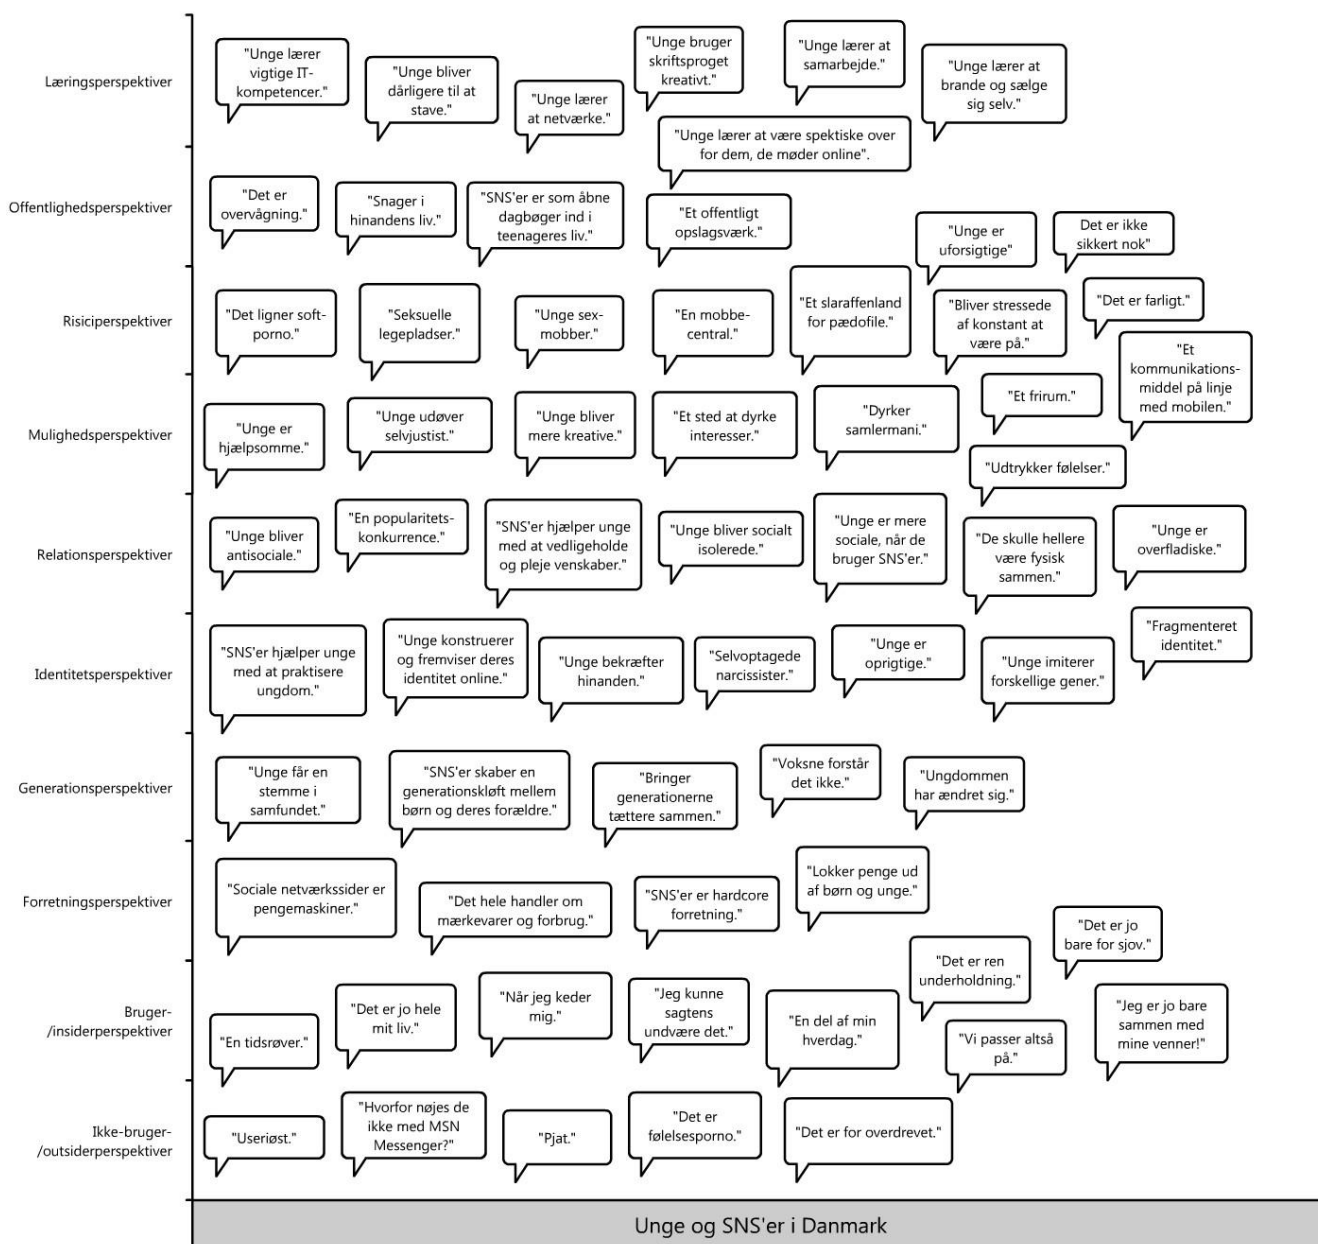 Læringsperspektiver
"Unge lærer
vigtige IT-
kompetencer."
"Unge bliver
dårligere til at
stave."
"Unge lærer
at netværke."
"Unge bruger
skriftsproget
kreativt."
"Unge lærer at
samarbejde."
"Unge lærer at
brande og sælge
sig selv."
"Unge lærer at være spektiske over
for dem, de møder online".
Offentlighedsperspektiver
"Det er
overvågning."
"Snager i
hinandens liv."
"SNS'er er som åbne
dagbøger ind i
teenageres liv."
"Et offentligt
opslagsværk."
"Unge er
uforsigtige"
Det er ikke
sikkert nok"
Risiciperspektiver
"Det ligner soft-
porno."
"Seksuelle
legepladser."
"Unge sex-
mobber."
"En mobbe-
central."
"Et slaraffenland
for pædofile."
"Bliver stressede
af konstant at
være på."
"Det er farligt."
Mulighedsperspektiver
"Unge er
hjælpsomme."
"Unge udøver
selvjustist."
"Unge bliver
mere kreative."
"Et sted at dyrke
interesser."
"Dyrker
samlermani."
"Et frirum."
"Et
kommunikations-
middel på linje
med mobilen."
"Udtrykker følelser."
Relationsperspektiver
"Unge bliver
antisociale."
"En popularitets-
konkurrence."
"SNS'er hjælper unge
med at vedligeholde
og pleje venskaber."
"Unge bliver socialt
isolerede."
"Unge er mere
sociale, når de
bruger SNS'er."
"De skulle hellere
være fysisk
sammen."
"Unge er
overfladiske."
Identitetsperspektiver
"SNS'er hjælper unge
med at praktisere
ungdom."
"Unge konstruerer
og fremviser deres
identitet online."
"Unge bekræfter
hinanden."
"Selvoptagede
narcissister."
"Unge er
oprigtige."
"Unge imiterer
forskellige gener."
"Fragmenteret
identitet."
Generationsperspektiver
"Unge får en
stemme i
samfundet."
"SNS'er skaber en
generationskløft mellem
børn og deres forældre."
"Bringer
generationerne
tættere sammen."
"Voksne forstår
det ikke."
"Ungdommen
har ændret sig."
Forretningsperspektiver
"Sociale netværkssider er
pengemaskiner."
"Det hele handler om
mærkevarer og forbrug."
"SNS'er er hardcore
forretning."
"Lokker penge ud
af børn og unge."
Bruger-
/insiderperspektiver
"En tidsrøver."
"Det er jo hele
mit liv."
"Når jeg keder
mig."
"Jeg kunne
sagtens
undvære det."
"En del af min
hverdag."
"Det er ren
underholdning."
"Det er jo
bare for sjov."
"Vi passer altså
på."
"Jeg er jo bare
sammen med
mine venner!"
Ikke-bruger-
/outsiderperspektiver
"Useriøst."
"Hvorfor nøjes de
ikke med MSN
Messenger?"
"Pjat."
"Det er
følelsesporno."
"Det er for overdrevet."
Unge og SNS'er i Danmark